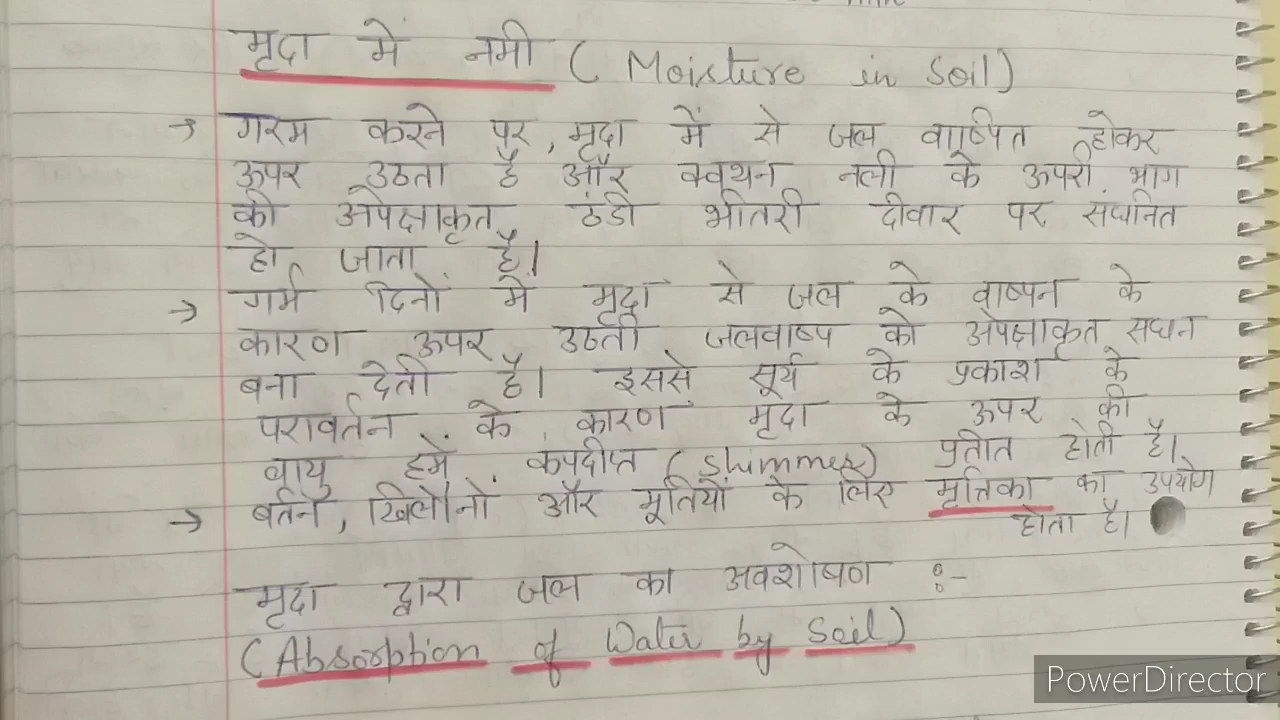 मृदा में नमी (Moisture in Soil)
→ गरम करने पर, मृदा में से जल वाष्पित होकर
ऊपर उठता है और क्वथन नली के ऊपरी भाग
की अपेक्षाकृत ठंडी भीतरी दीवार पर संघनित
हो जाता है।
→ गर्म दिनों में मृदा से जल के वाष्पन के
कारण ऊपर उठती जलवाष्प को अपेक्षाकृत सघन
बना देती है। इससे सूर्य के प्रकाश के
परावर्तन के कारण मृदा के ऊपर की
वायु हमें कंपदीप्त (Shimmer) प्रतीत होती है।
→ बर्तन, खिलौनों और मूर्तियों के लिए मृत्तिका का उपयोग
होता है।
मृदा द्वारा जल का अवशोषण :-
(Absorption of Water by Soil)
PowerDirector